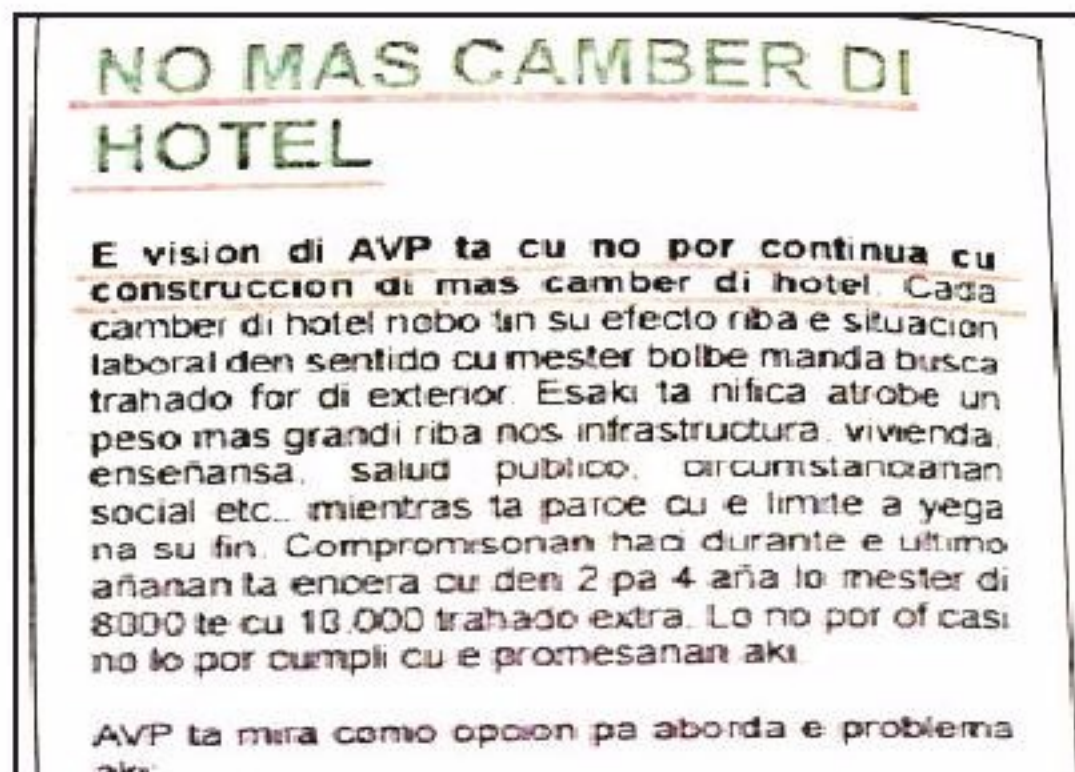 NO MAS CAMBER DI
HOTEL
E vision di AVP ta cu no por continua cu
construccion di mas camber di hotel. Cada
camber di hotel nobo tin su efecto riba e situacion
laboral den sentido cu mester bolbe manda busca
trahado for di exterior. Esaki ta nifica atrobe un
peso mas grandi riba nos infrastructura, vivienda,
enseñansa, salud publico, circumstancianan
social etc., mientras ta parce cu e limite a yega
na su fin. Compromisonan haci durante e ultimo
añanan ta encera cu den 2 pa 4 aña lo mester di
8000 te cu 10.000 trahado extra. Lo no por of casi
no lo por cumpli cu e promesanan aki.
AVP ta mira como opcion pa aborda e problema